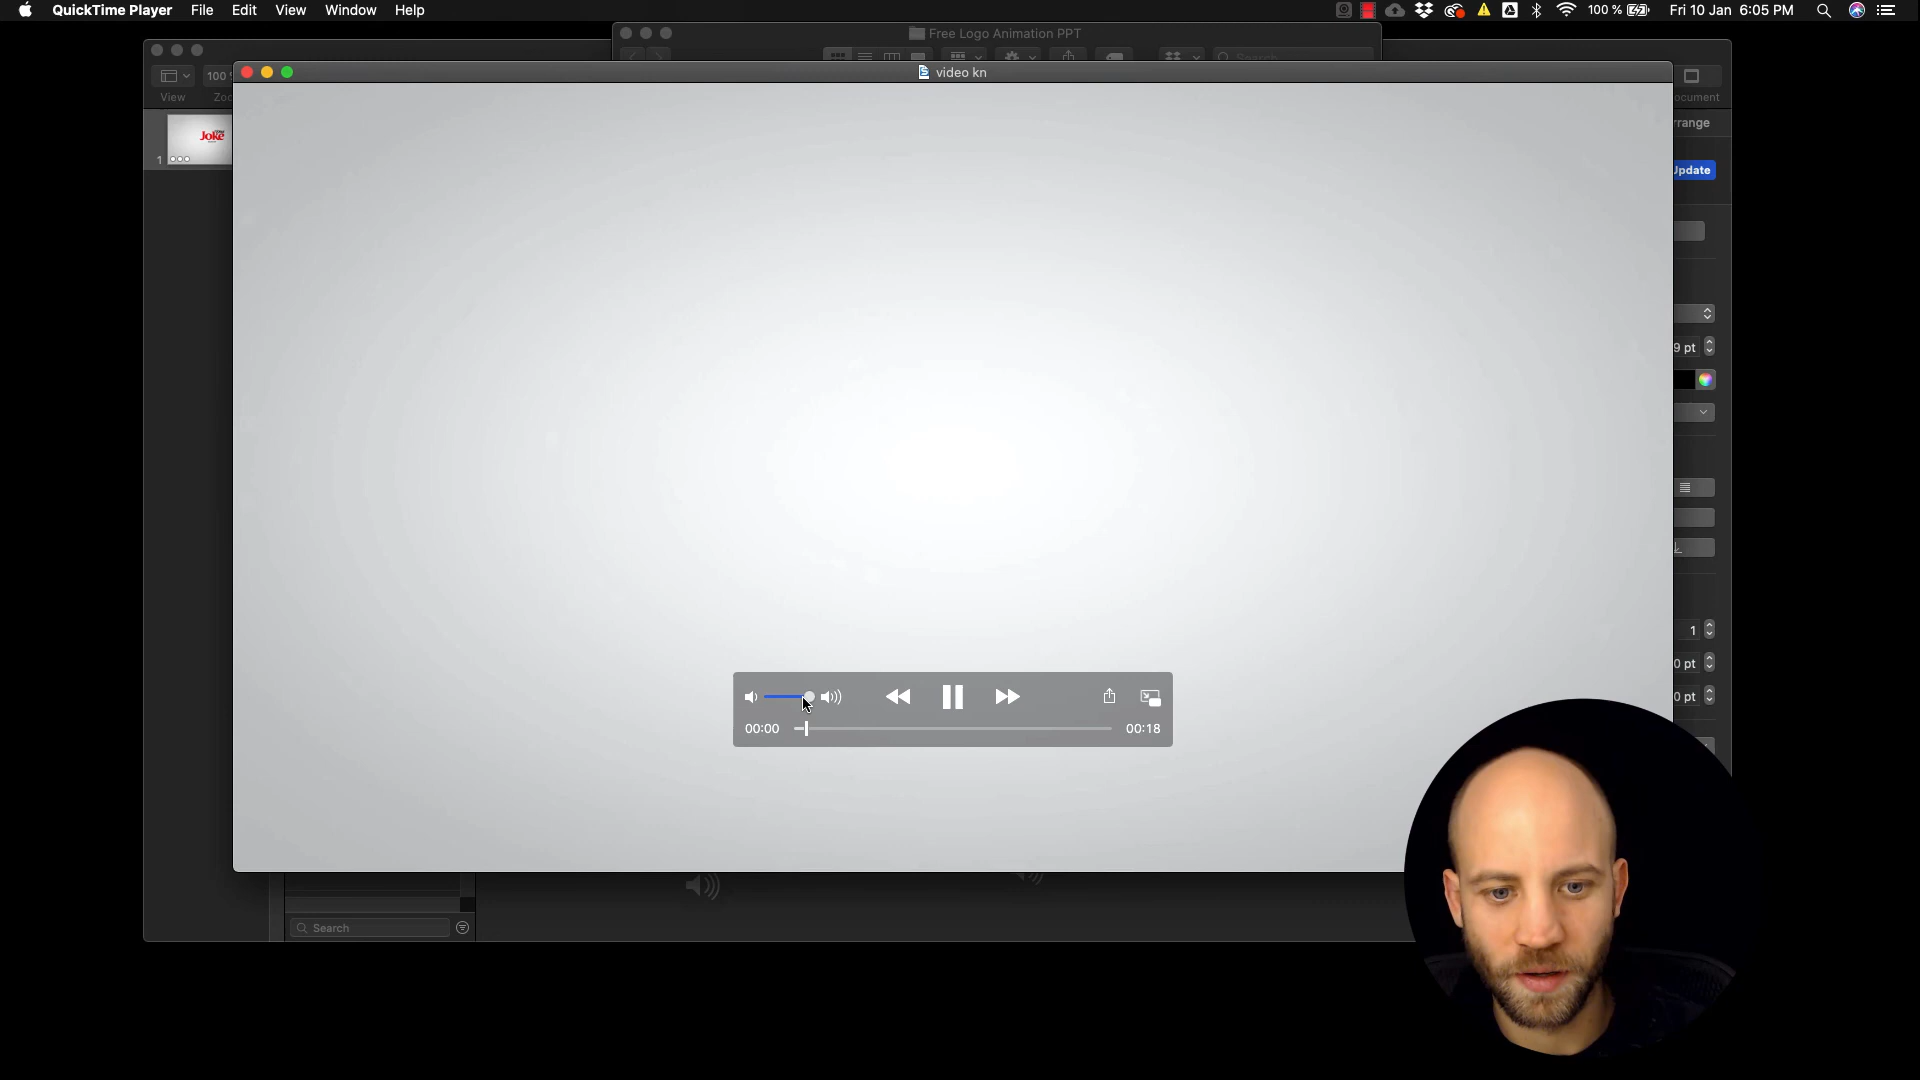 QuickTime Player File Edit View Window Help 100 % Fri 10 Jan 6:05 PM
Free Logo Animation PPT
Search
video kn
100
View
Joke
1
rrange
Update
9 pt
1
0 pt
0 pt
00:00 00:18
Search